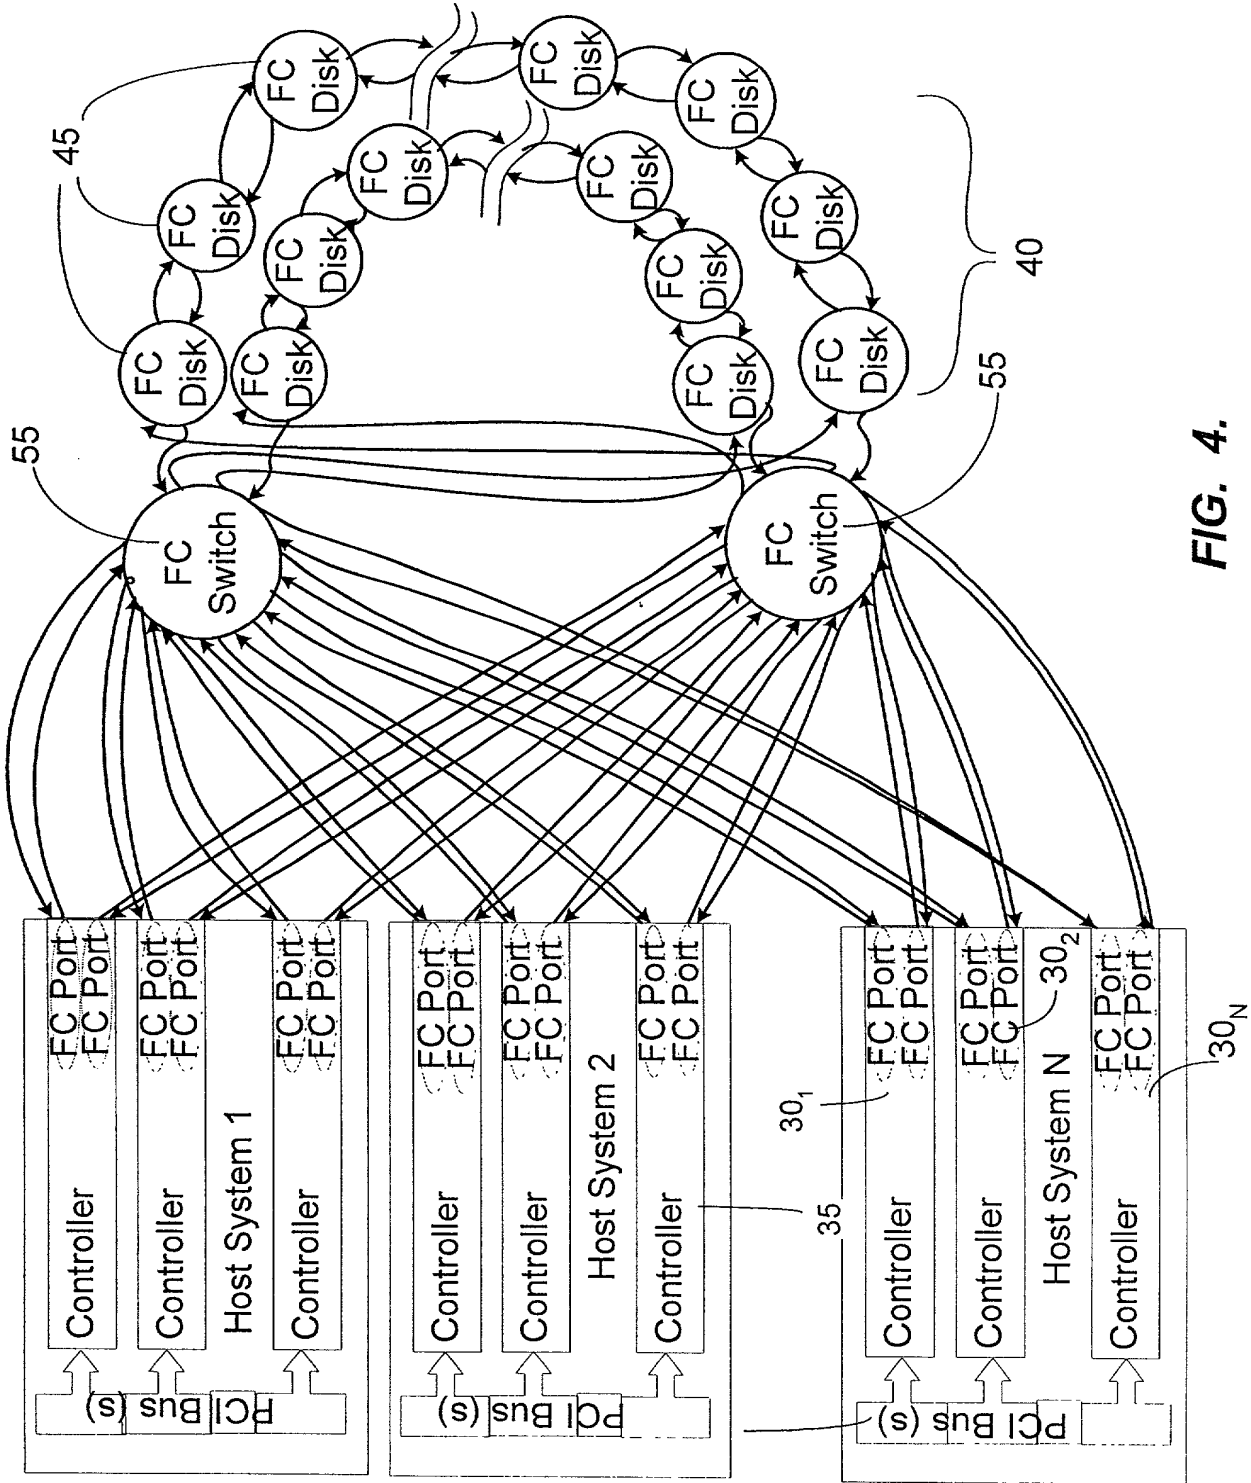 45
FC
Disk
FC
Disk
FC
Disk
FC
Disk
FC
Disk
FC
Disk
FC
Disk
FC
Disk
FC
Disk
FC
Disk
FC
Disk
FC
Disk
FC
Disk
FC
Disk
40
55
FC
Switch
FC
Switch
55
FC Port
FC Port
Controller
FC Port
FC Port
Controller
Host System 1
FC Port
FC Port
Controller
PCI Bus (s)
FC Port
FC Port
Controller
FC Port
FC Port
Controller
Host System 2
FC Port
FC Port
Controller
PCI Bus (s)
35
30₁
FC Port
FC Port
Controller
FC Port
FC Port
Controller
30₂
Host System N
FC Port
FC Port
Controller
30N
PCI Bus (s)
FIG. 4.